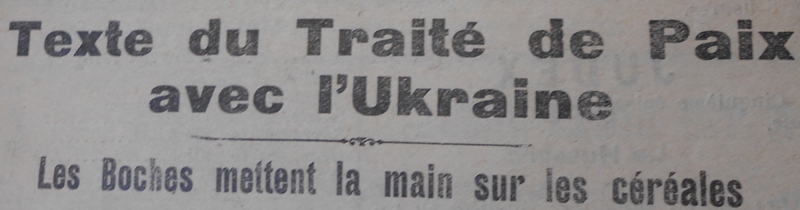 Texte du Traité de Paix
avec l'Ukraine
Les Boches mettent la main sur les céréales